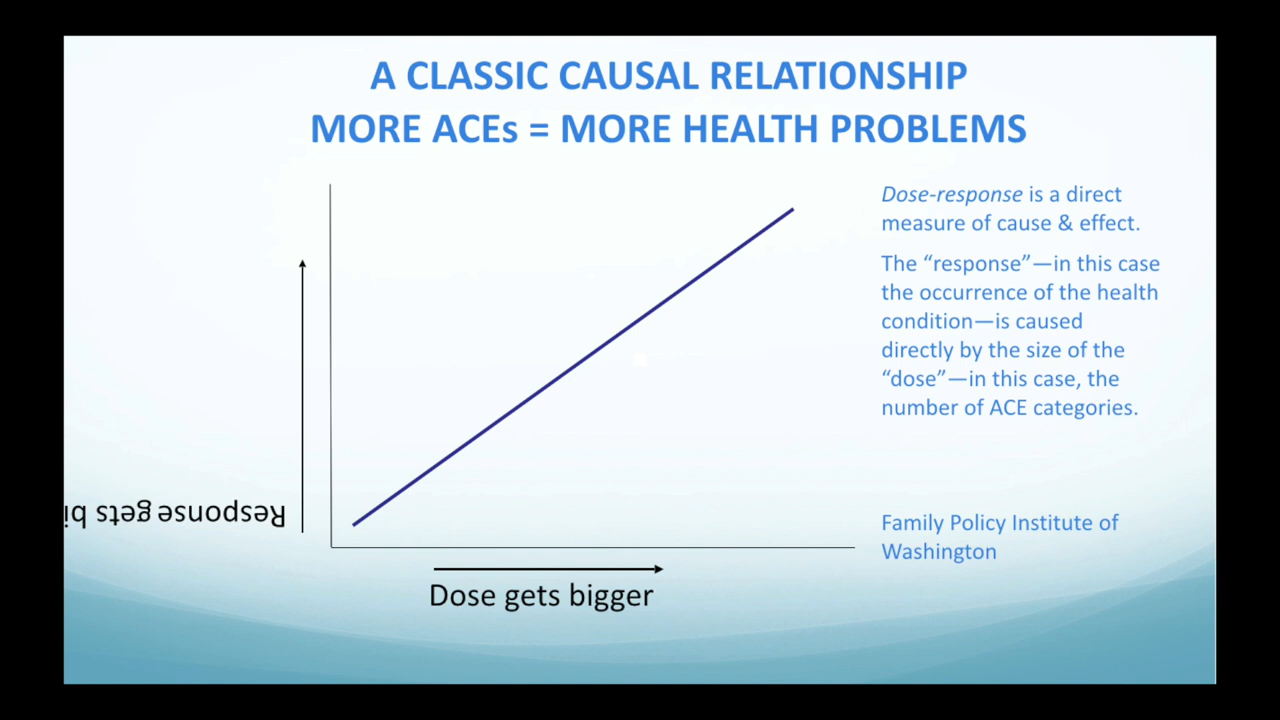 A CLASSIC CAUSAL RELATIONSHIP
MORE ACEs = MORE HEALTH PROBLEMS
Dose-response is a direct
measure of cause & effect.
The “response”—in this case
the occurrence of the health
condition—is caused
directly by the size of the
“dose”—in this case, the
number of ACE categories.
Response gets bi
Family Policy Institute of
Washington
Dose gets bigger